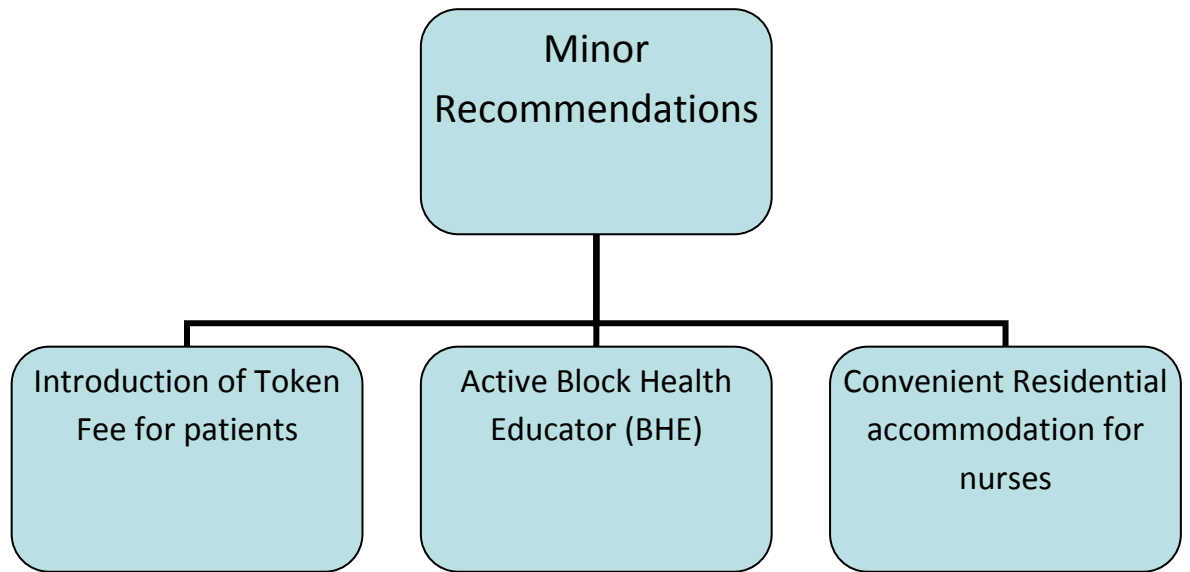 Minor
Recommendations
Introduction of Token
Fee for patients
Active Block Health
Educator (BHE)
Convenient Residential
accommodation for
nurses